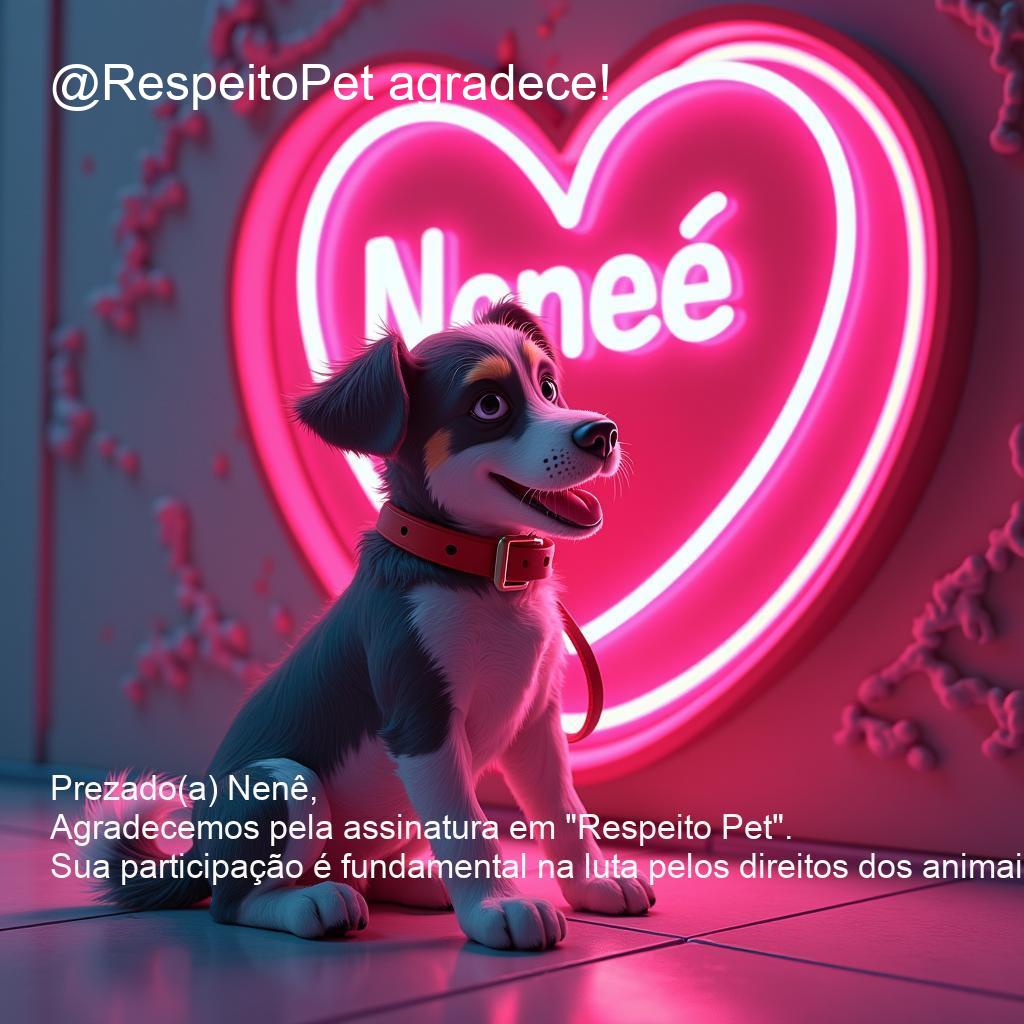 @RespeitoPet agradece!
Neneé
Prezado(a) Nenê,
Agradecemos pela assinatura em "Respeito Pet".
Sua participação é fundamental na luta pelos direitos dos animai